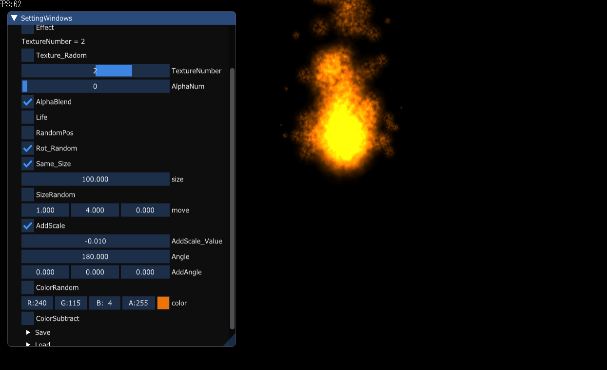 FPS:62
SettingWindows
Effect
TextureNumber = 2
Texture_Radom
2 TextureNumber
0 AlphaNum
AlphaBlend
Life
RandomPos
Rot_Random
Same_Size
100.000 size
SizeRandom
1.000 4.000 0.000 move
AddScale
-0.010 AddScale_Value
180.000 Angle
0.000 0.000 0.000 AddAngle
ColorRandom
R:240 G:115 B: 4 A:255 color
ColorSubtract
Save
Load